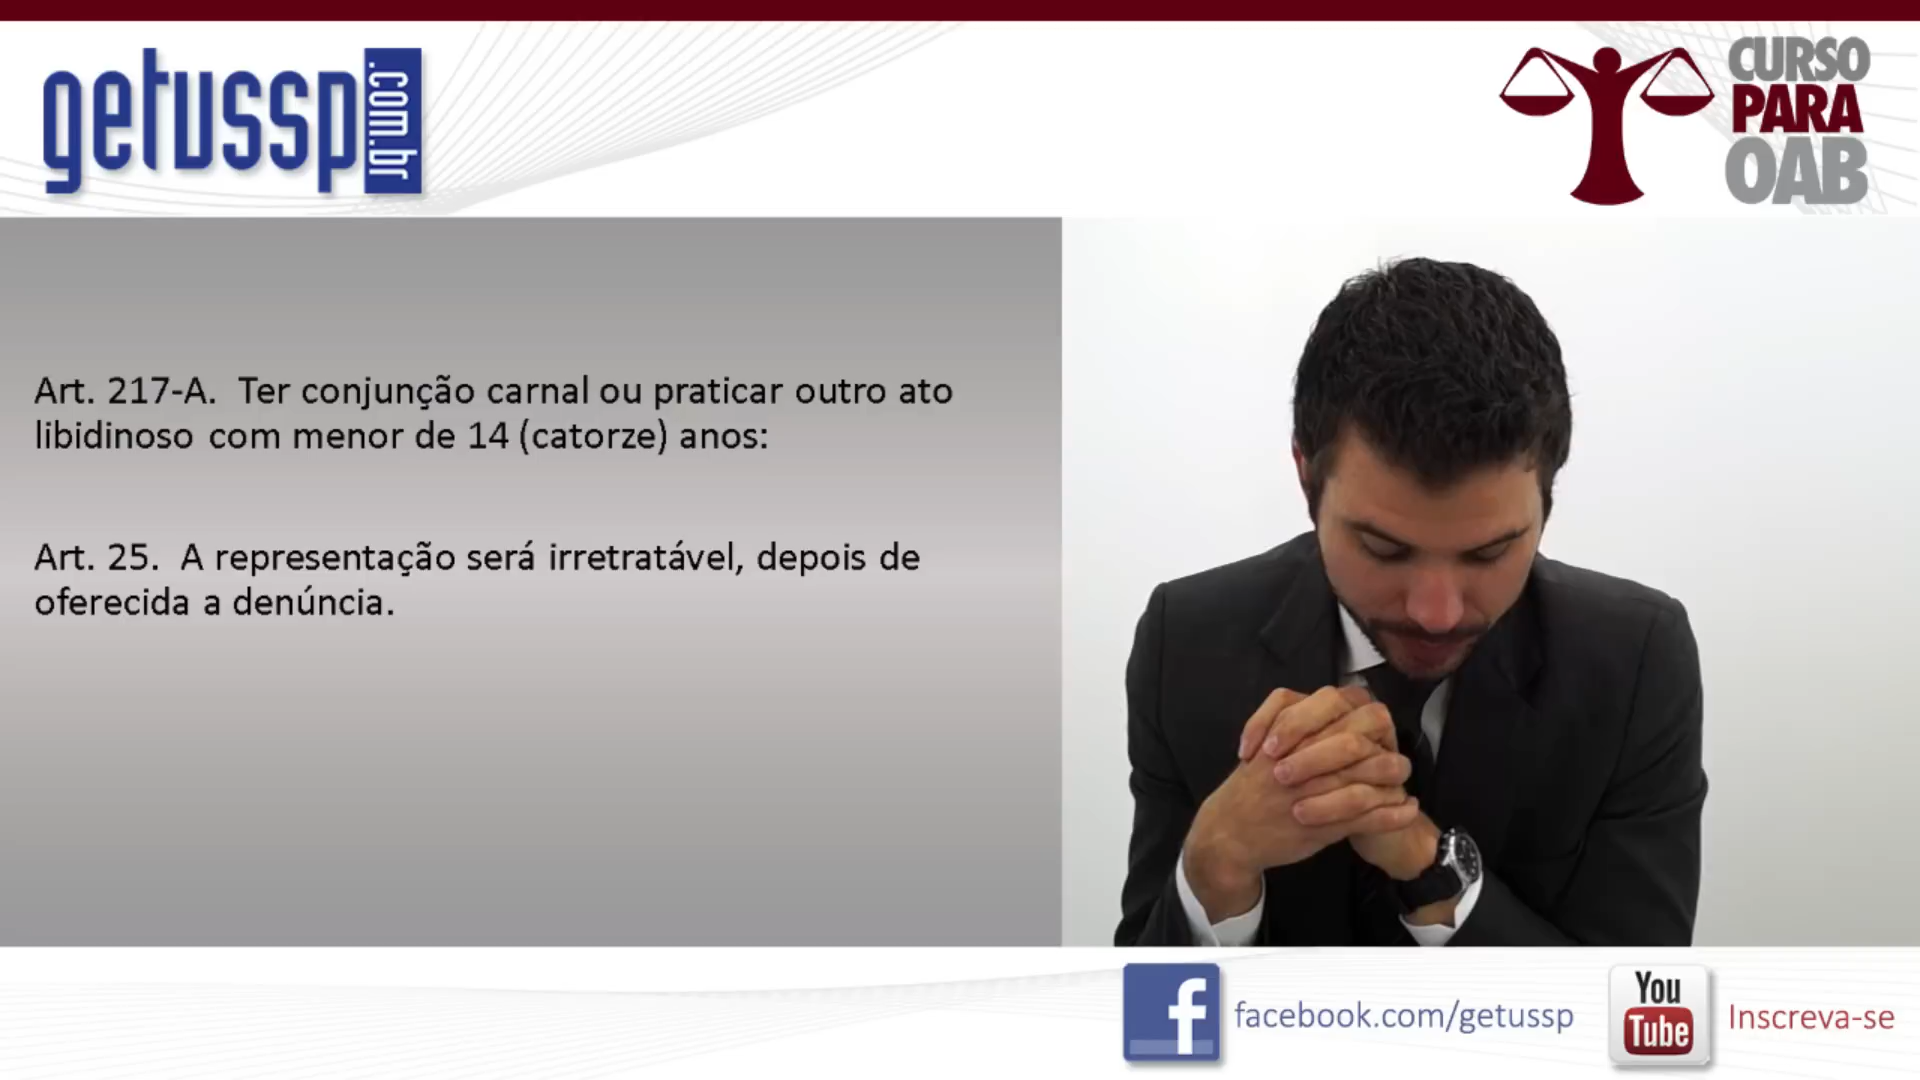 getussp
.com.br
CURSO
PARA
OAB
Art. 217-A.  Ter conjunção carnal ou praticar outro ato
libidinoso com menor de 14 (catorze) anos:
Art. 25.  A representação será irretratável, depois de
oferecida a denúncia.
f
facebook.com/getussp
You
Tube
Inscreva-se